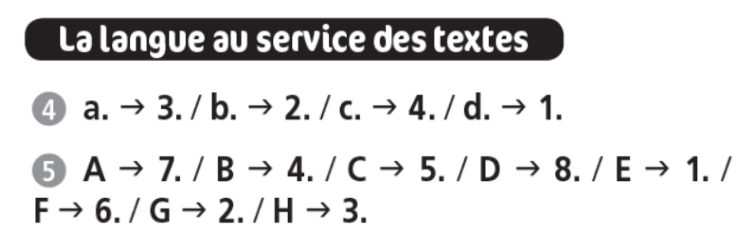 La langue au service des textes
4 a. → 3. / b. → 2. / c. → 4. / d. → 1.
5 A → 7. / B → 4. / C → 5. / D → 8. / E → 1. /
F → 6. / G → 2. / H → 3.